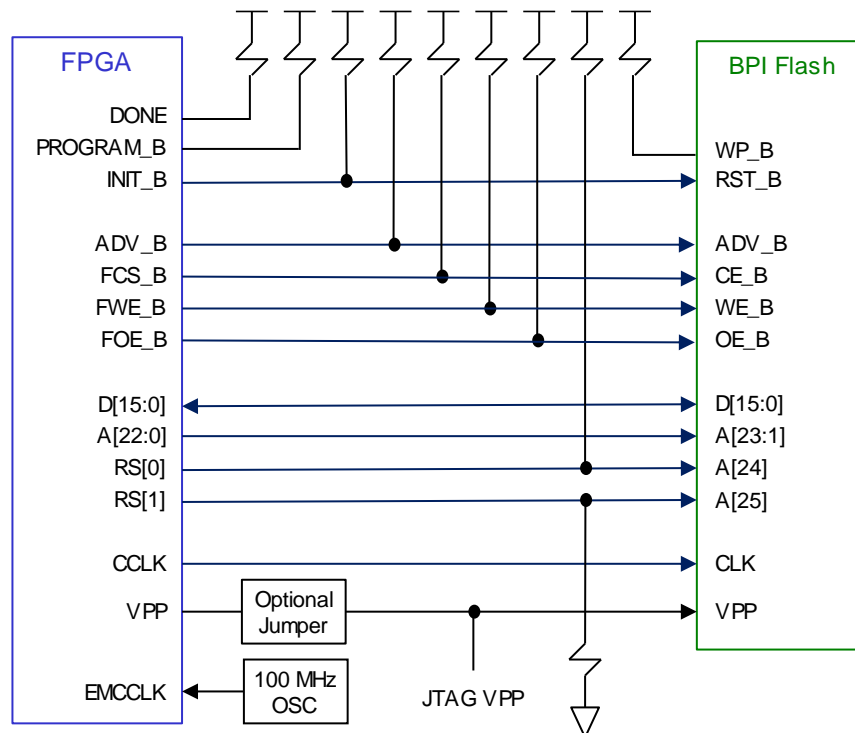 FPGA
BPI Flash
DONE
PROGRAM_B
WP_B
INIT_B
RST_B
ADV_B
ADV_B
FCS_B
CE_B
FWE_B
WE_B
FOE_B
OE_B
D[15:0]
D[15:0]
A[22:0]
A[23:1]
RS[0]
A[24]
RS[1]
A[25]
CCLK
CLK
VPP
Optional
Jumper
VPP
EMCCLK
100 MHz
OSC
JTAG VPP